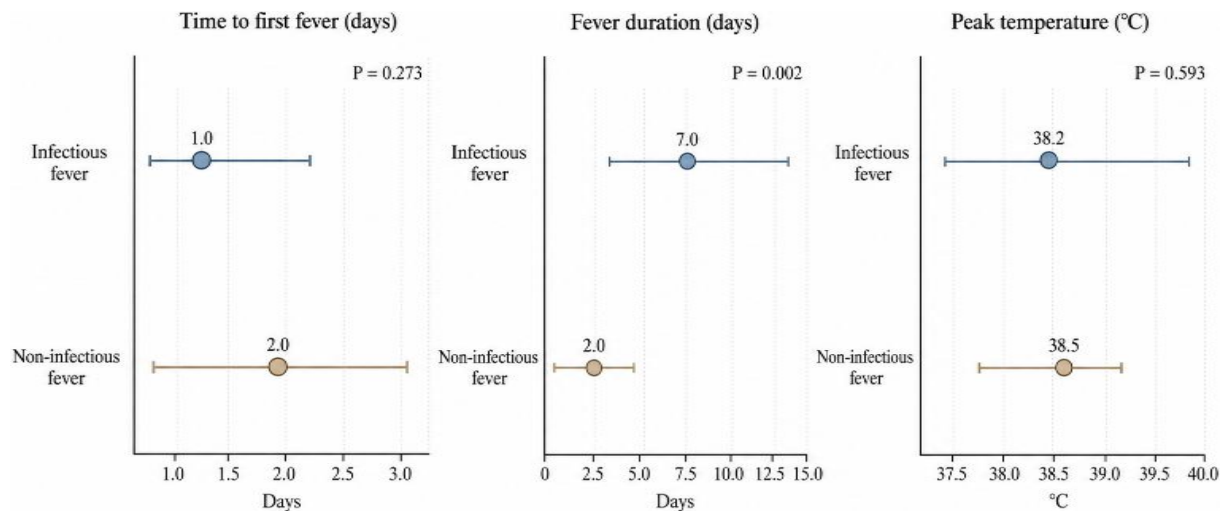 Time to first fever (days)
P = 0.273
Infectious
fever
1.0
Non-infectious
fever
2.0
1.0 1.5 2.0 2.5 3.0
Days
Fever duration (days)
P = 0.002
Infectious
fever
7.0
Non-infectious
fever
2.0
0 2.5 5.0 7.5 10.0 12.5 15.0
Days
Peak temperature (°C)
P = 0.593
Infectious
fever
38.2
Non-infectious
fever
38.5
37.5 38.0 38.5 39.0 39.5 40.0
°C